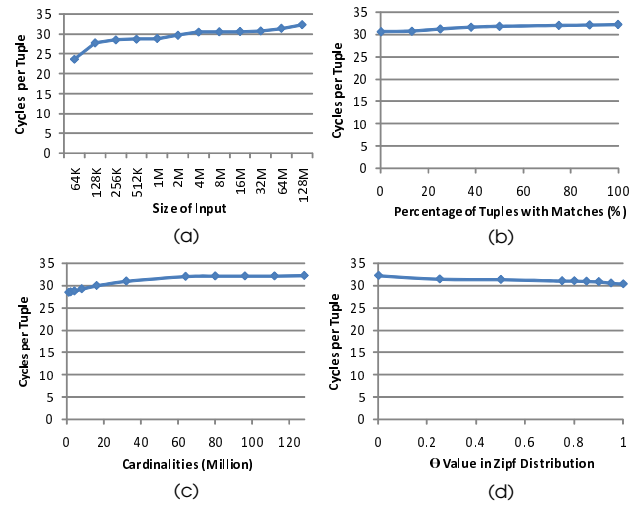 35
30
25
20
15
10
5
0
Cycles per Tuple
64K 128K 256K 512K 1M 2M 4M 8M 16M 32M 64M 128M
Size of Input
(a)
35
30
25
20
15
10
5
0
Cycles per Tuple
0 20 40 60 80 100
Percentage of Tuples with Matches (%)
(b)
35
30
25
20
15
10
5
0
Cycles per Tuple
0 20 40 60 80 100 120
Cardinalities (Million)
(c)
35
30
25
20
15
10
5
0
Cycles per Tuple
0 0.2 0.4 0.6 0.8 1
Θ Value in Zipf Distribution
(d)